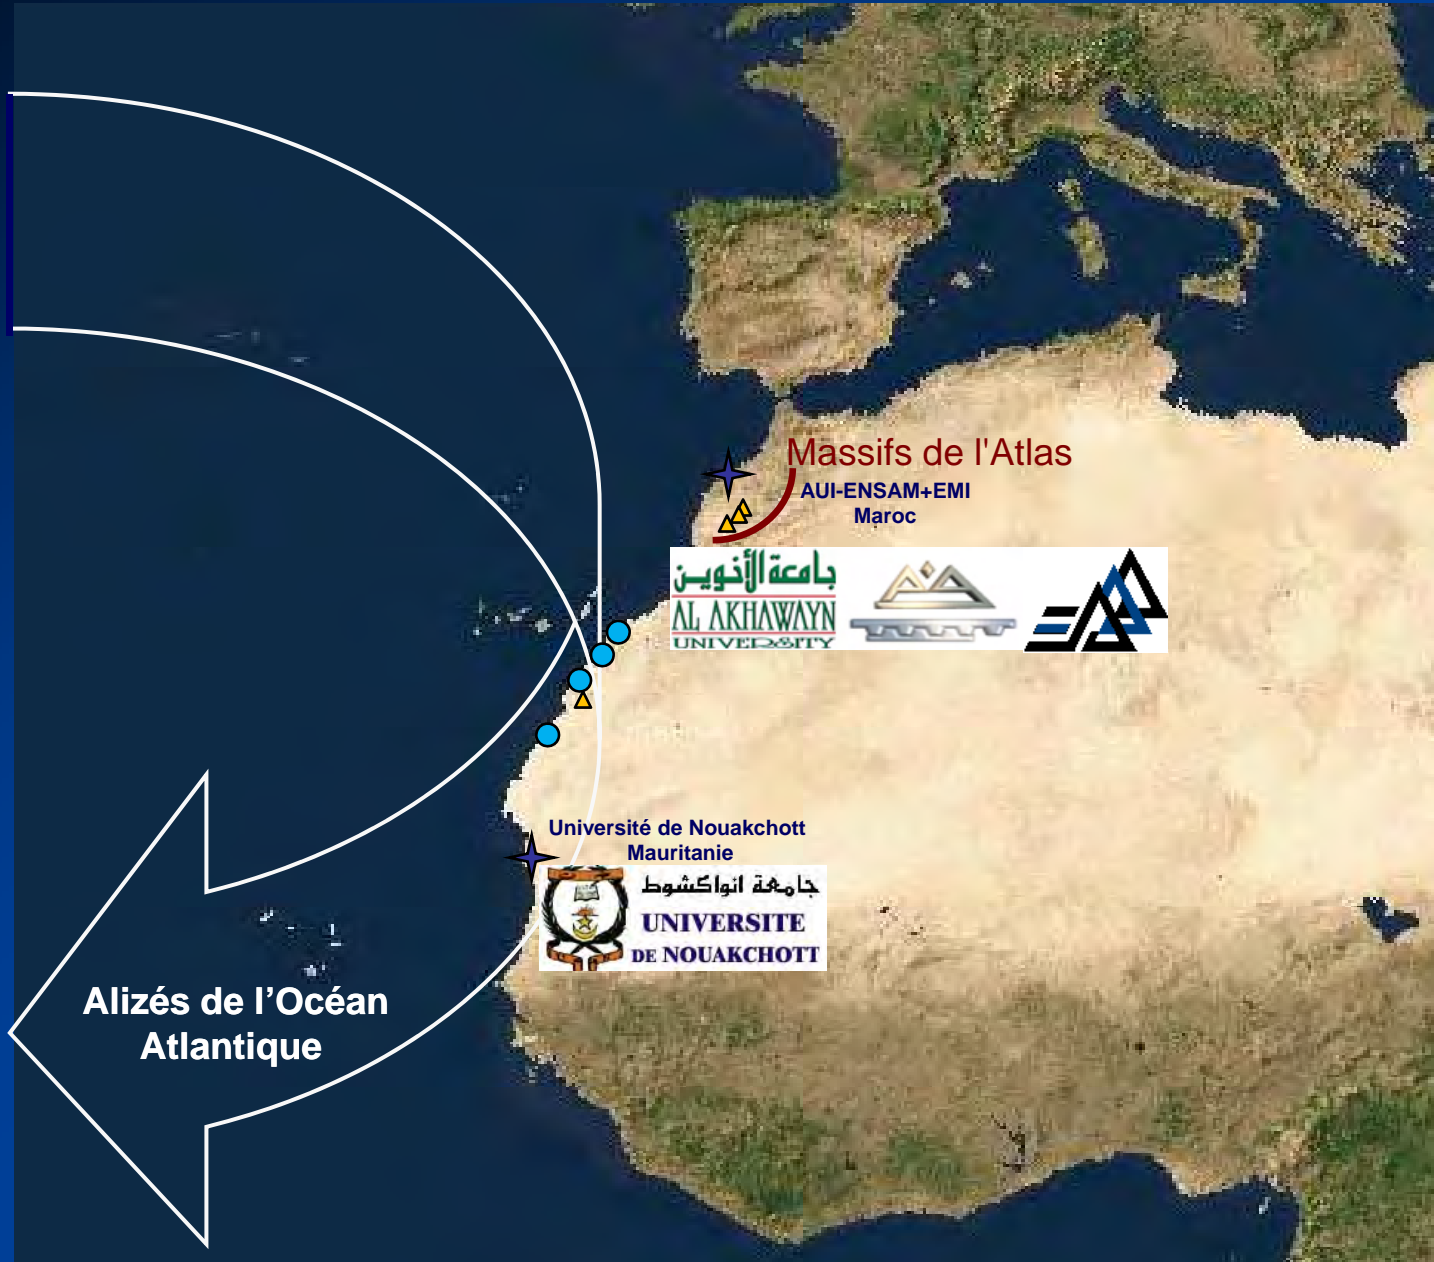 Massifs de l'Atlas
AUI-ENSAM+EMI
Maroc
جامعة الأخوين
AL AKHAWAYN
UNIVERSITY
Université de Nouakchott
Mauritanie
جامعة انواكشوط
UNIVERSITE
DE NOUAKCHOTT
Alizés de l’Océan
Atlantique